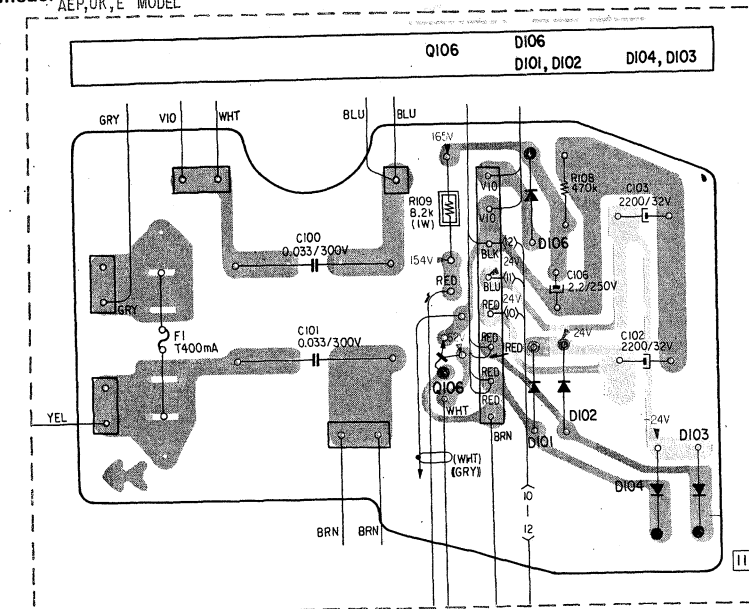 AEP,UK,E MODEL
Q106
D106
D101, D102
D104, D103
GRY
VIO
WHT
BLU
BLU
165V
R109
8.2k
(1W)
VIO
VIO
R108
470k
C103
2200/32V
C100
0.033/300V
D106
(12)
BLK
154V
24V
(11)
BLU
RED
C106
2.2/250V
GRY
24V
RED
(10)
F1
T400mA
C101
0.033/300V
24V
C102
2200/32V
RED
RED
RED
Q106
RED
WHT
D102
YEL
BRN
D101
-24V
D103
(WHT)
(GRY)
D104
10
12
BRN
BRN
11